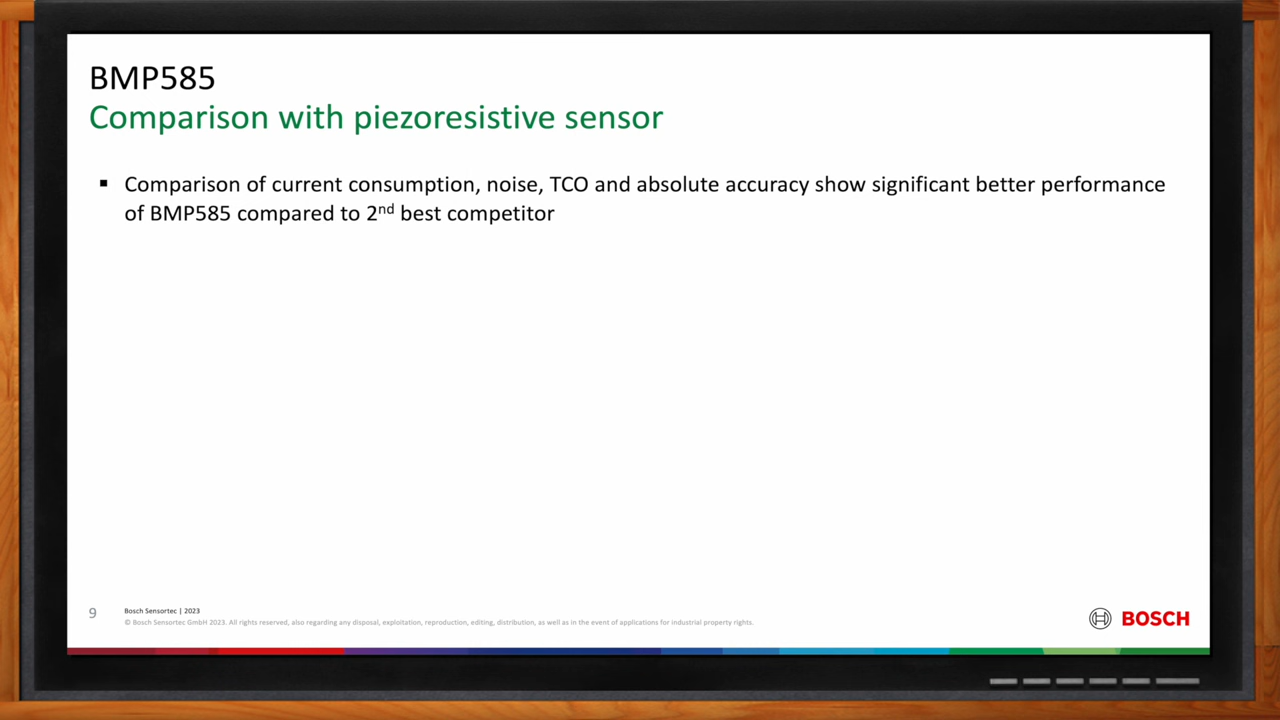 BMP585
Comparison with piezoresistive sensor
▪ Comparison of current consumption, noise, TCO and absolute accuracy show significant better performance
of BMP585 compared to 2nd best competitor
9
Bosch Sensortec | 2023
© Bosch Sensortec GmbH 2023. All rights reserved, also regarding any disposal, exploitation, reproduction, editing, distribution, as well as in the event of applications for industrial property rights.
BOSCH